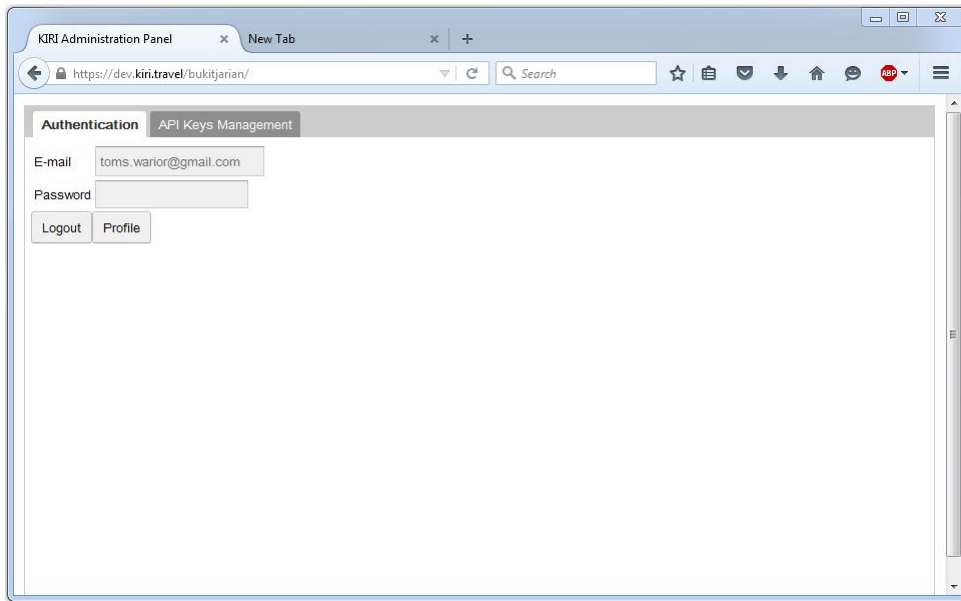 KIRI Administration Panel
New Tab
https://dev.kiri.travel/bukitjarian/
Search
ABP
Authentication
API Keys Management
E-mail
toms.warior@gmail.com
Password
Logout
Profile